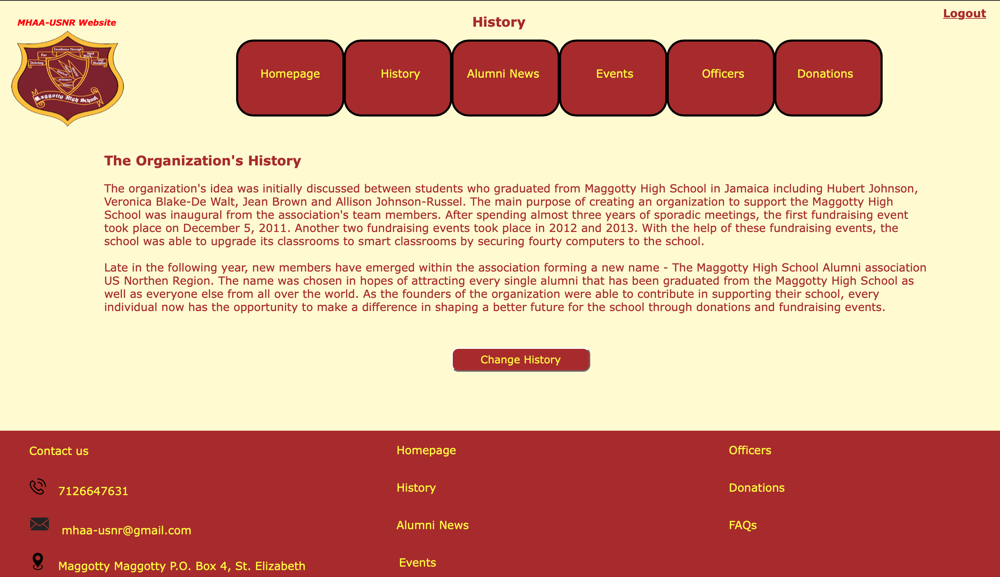 Logout
MHAA-USNR Website
History
Striving
For
Excellence Through
Hard
Work,
and
Discipline
RESOLVE
INDUSTRY
INTEGRITY
HONESTY
Maggotty High School
Homepage
History
Alumni News
Events
Officers
Donations
The Organization's History
The organization's idea was initially discussed between students who graduated from Maggotty High School in Jamaica including Hubert Johnson,
Veronica Blake-De Walt, Jean Brown and Allison Johnson-Russel. The main purpose of creating an organization to support the Maggotty High
School was inaugural from the association's team members. After spending almost three years of sporadic meetings, the first fundraising event
took place on December 5, 2011. Another two fundraising events took place in 2012 and 2013. With the help of these fundraising events, the
school was able to upgrade its classrooms to smart classrooms by securing fourty computers to the school.
Late in the following year, new members have emerged within the association forming a new name - The Maggotty High School Alumni association
US Northen Region. The name was chosen in hopes of attracting every single alumni that has been graduated from the Maggotty High School as
well as everyone else from all over the world. As the founders of the organization were able to contribute in supporting their school, every
individual now has the opportunity to make a difference in shaping a better future for the school through donations and fundraising events.
Change History
Contact us
7126647631
mhaa-usnr@gmail.com
Maggotty Maggotty P.O. Box 4, St. Elizabeth
Homepage
History
Alumni News
Events
Officers
Donations
FAQs